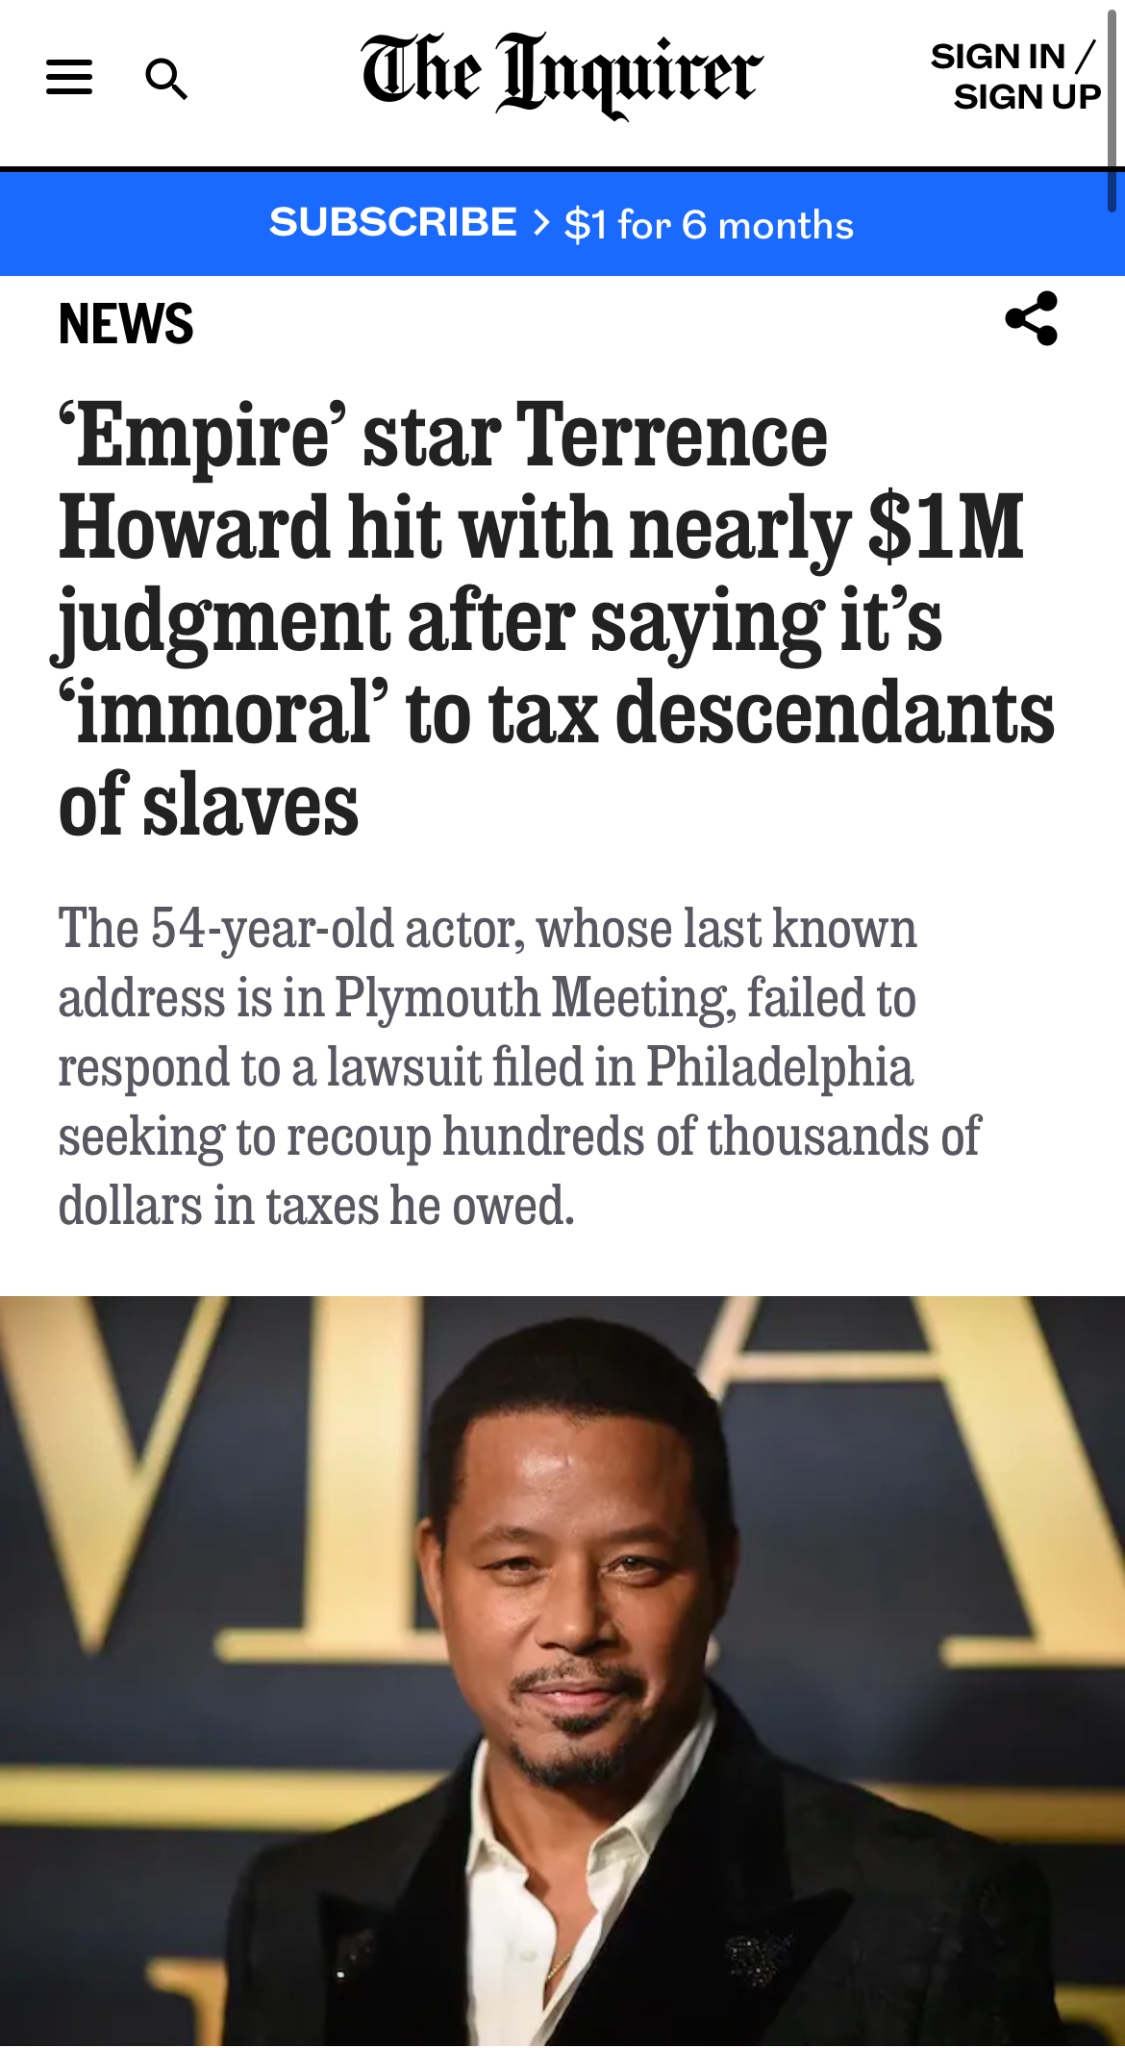 The Inquirer
SIGN IN /
SIGN UP
SUBSCRIBE > $1 for 6 months
NEWS
‘Empire’ star Terrence
Howard hit with nearly $1M
judgment after saying it’s
‘immoral’ to tax descendants
of slaves
The 54-year-old actor, whose last known
address is in Plymouth Meeting, failed to
respond to a lawsuit filed in Philadelphia
seeking to recoup hundreds of thousands of
dollars in taxes he owed.